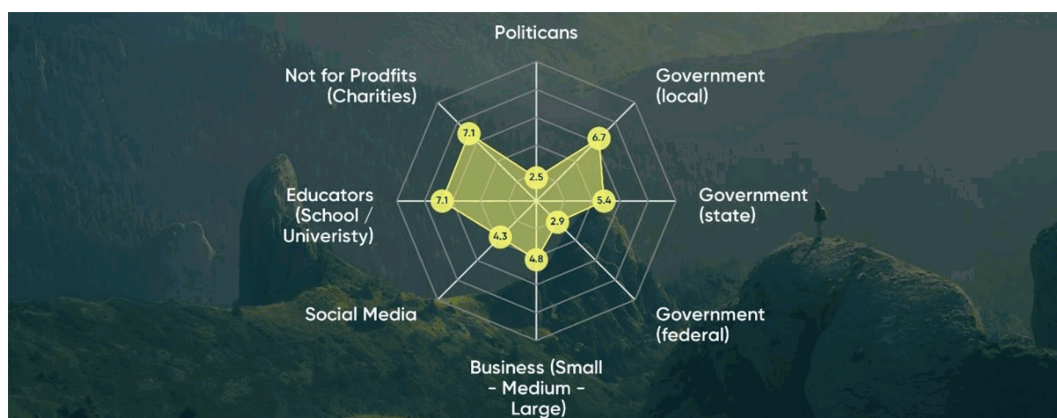 Politicans
Not for Prodfits
(Charities)
Government
(local)
7.1
6.7
2.5
Educators
(School /
Univeristy)
7.1
5.4
Government
(state)
2.9
4.3
4.8
Social Media
Government
(federal)
Business (Small
- Medium -
Large)